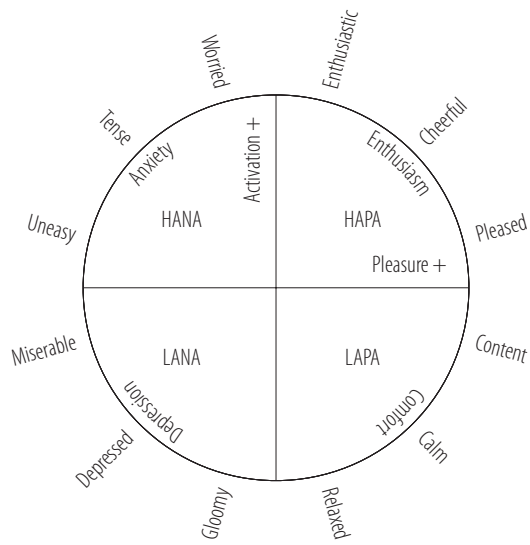 Worried
Enthusiastic
Tense
Cheerful
Anxiety
Activation +
Enthusiasm
Uneasy
HANA
HAPA
Pleased
Pleasure +
Miserable
LANA
LAPA
Content
Depression
Comfort
Depressed
Calm
Gloomy
Relaxed